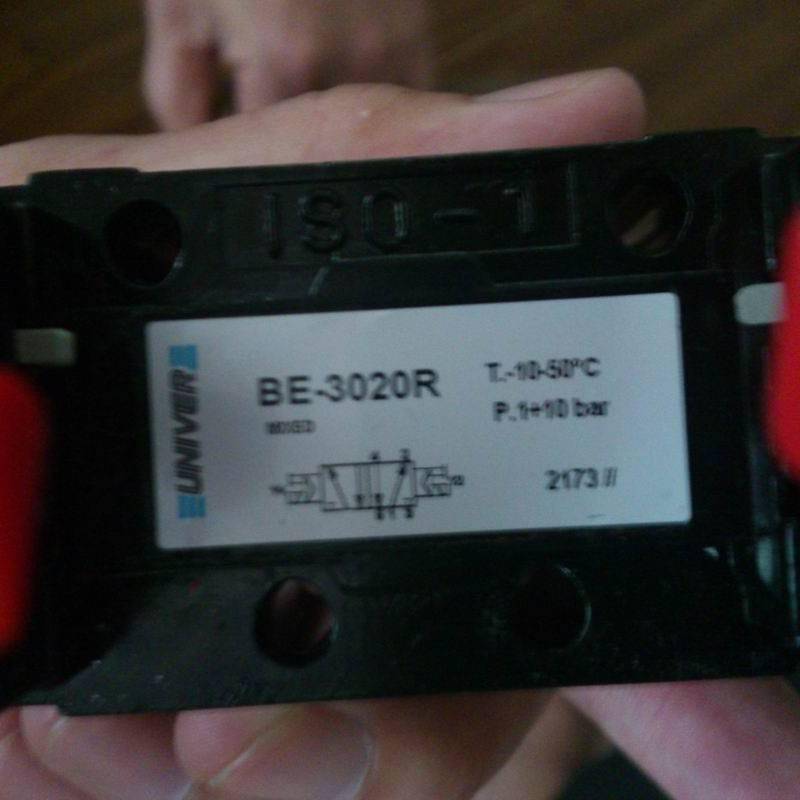 ISO-1
UNIVER
BE-3020R
T.-10-50°C
P.1÷10 bar
2173 //